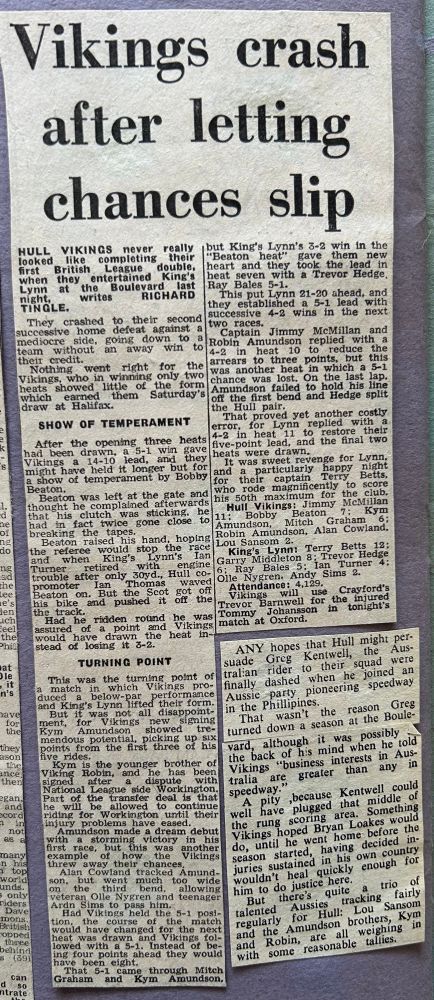 Vikings crash
after letting
chances slip
HULL VIKINGS never really
looked like completing their
first British League double,
when they entertained King's
Lynn at the Boulevard last
night, writes RICHARD
TINGLE.
They crashed to their second
successive home defeat against a
mediocre side, going down to a
team without an away win to
their credit.
Nothing went right for the
Vikings, who in winning only two
heats showed little of the form
which earned them Saturday's
draw at Halifax.
SHOW OF TEMPERAMENT
After the opening three heats
had been drawn, a 5-1 win gave
Vikings a 14-10 lead, and they
might have held it longer but for
a show of temperament by Bobby
Beaton.
Beaton was left at the gate and
thought he complained afterwards
that his clutch was sticking, he
had in fact twice gone close to
breaking the tapes.
Beaton raised his hand, hoping
the referee would stop the race
and when King's Lynn's Ian
Turner retired with engine
trouble after only 30yd., Hull co-
promoter Ian Thomas waved
Beaton on. But the Scot got off
his bike and pushed it off the
track.
Had he ridden round he was
assured of a point and Vikings
would have drawn the heat in-
stead of losing it 3-2.
TURNING POINT
This was the turning point of
a match in which Vikings pro-
duced a below-par performance
and King's Lynn lifted their form.
But it was not all disappoint-
ment, for Vikings new signing
Kym Amundson showed tre-
mendous potential, picking up six
points from the first three of his
five rides.
Kym is the younger brother of
Viking Robin, and he has been
signed after a dispute with
National League side Workington.
Part of the transfer deal is that
he will be allowed to continue
riding for Workington until their
injury problems have eased.
Amundson made a dream debut
with a storming victory in his
first race, but this was another
example of how the Vikings
threw away their chances.
Alan Cowland tracked Amund-
son, but went much too wide
on the third bend, allowing
veteran Olle Nygren and teenager
Ardn Sims to pass him.
Had Vikings held the 5-1 posi-
tion, the course of the match
would have changed for the next
heat was drawn and Vikings fol-
lowed with a 5-1. Instead of be-
ing four points ahead they would
have been eight.
That 5-1 came through Mitch
Graham and Kym Amundson,
but King's Lynn's 3-2 win in the
"Beaton heat" gave them new
heart and they took the lead in
heat seven with a Trevor Hedge,
Ray Bales 5-1.
This put Lynn 21-20 ahead, and
they established a 5-1 lead with
successive 4-2 wins in the next
two races.
Captain Jimmy McMillan and
Robin Amundson replied with a
4-2 in heat 10 to reduce the
arrears to three points, but this
was another heat in which a 5-1
chance was lost. On the last lap,
Amundson failed to hold his line
off the first bend and Hedge split
the Hull pair.
That proved yet another costly
error, for Lynn replied with a
4-2 in heat 11 to restore their
five-point lead, and the final two
heats were drawn.
It was sweet revenge for Lynn,
and a particularly happy night
for their captain Terry Betts,
who rode magnificently to score
his 50th maximum for the club.
Hull Vikings: Jimmy McMillan
11; Bobby Beaton 7; Kym
Amundson, Mitch Graham 6;
Robin Amundson, Alan Cowland,
Lou Sansom 2.
King's Lynn: Terry Betts 12;
Garry Middleton 8; Trevor Hedge
; Ray Bales 5; Ian Turner 4;
Olle Nygren, Andy Sims 2.
Attendance: 4,129.
Vikings will use Crayford's
Trevor Barnwell for the injured
Tommy Johansson in tonight's
match at Oxford.
ANY hopes that Hull might per-
suade Greg Kentwell, the Aus-
tralian rider to their squad were
finally dashed when he joined an
Aussie party pioneering speedway
in the Phillipines.
That wasn't the reason Greg
turned down a season at the Boule-
vard, although it was possibly
the back of his mind when he told
Vikings "business interests in Aus-
tralia are greater than any in
speedway."
A pity ,because Kentwell could
well have plugged that middle of
the rung scoring area. Something
Vikings hoped Bryan Loakes would
do, until he went home before the
season started, having decided in-
juries sustained in his own country
wouldn't heal quickly enough for
him to do justice here.
But there's quite a trio of
talented Aussies tracking fairly
regularly for Hull: Lou Sansom
and the Amundson brothers, Kym
and Robin, are all weighing in
with some reasonable tallies.